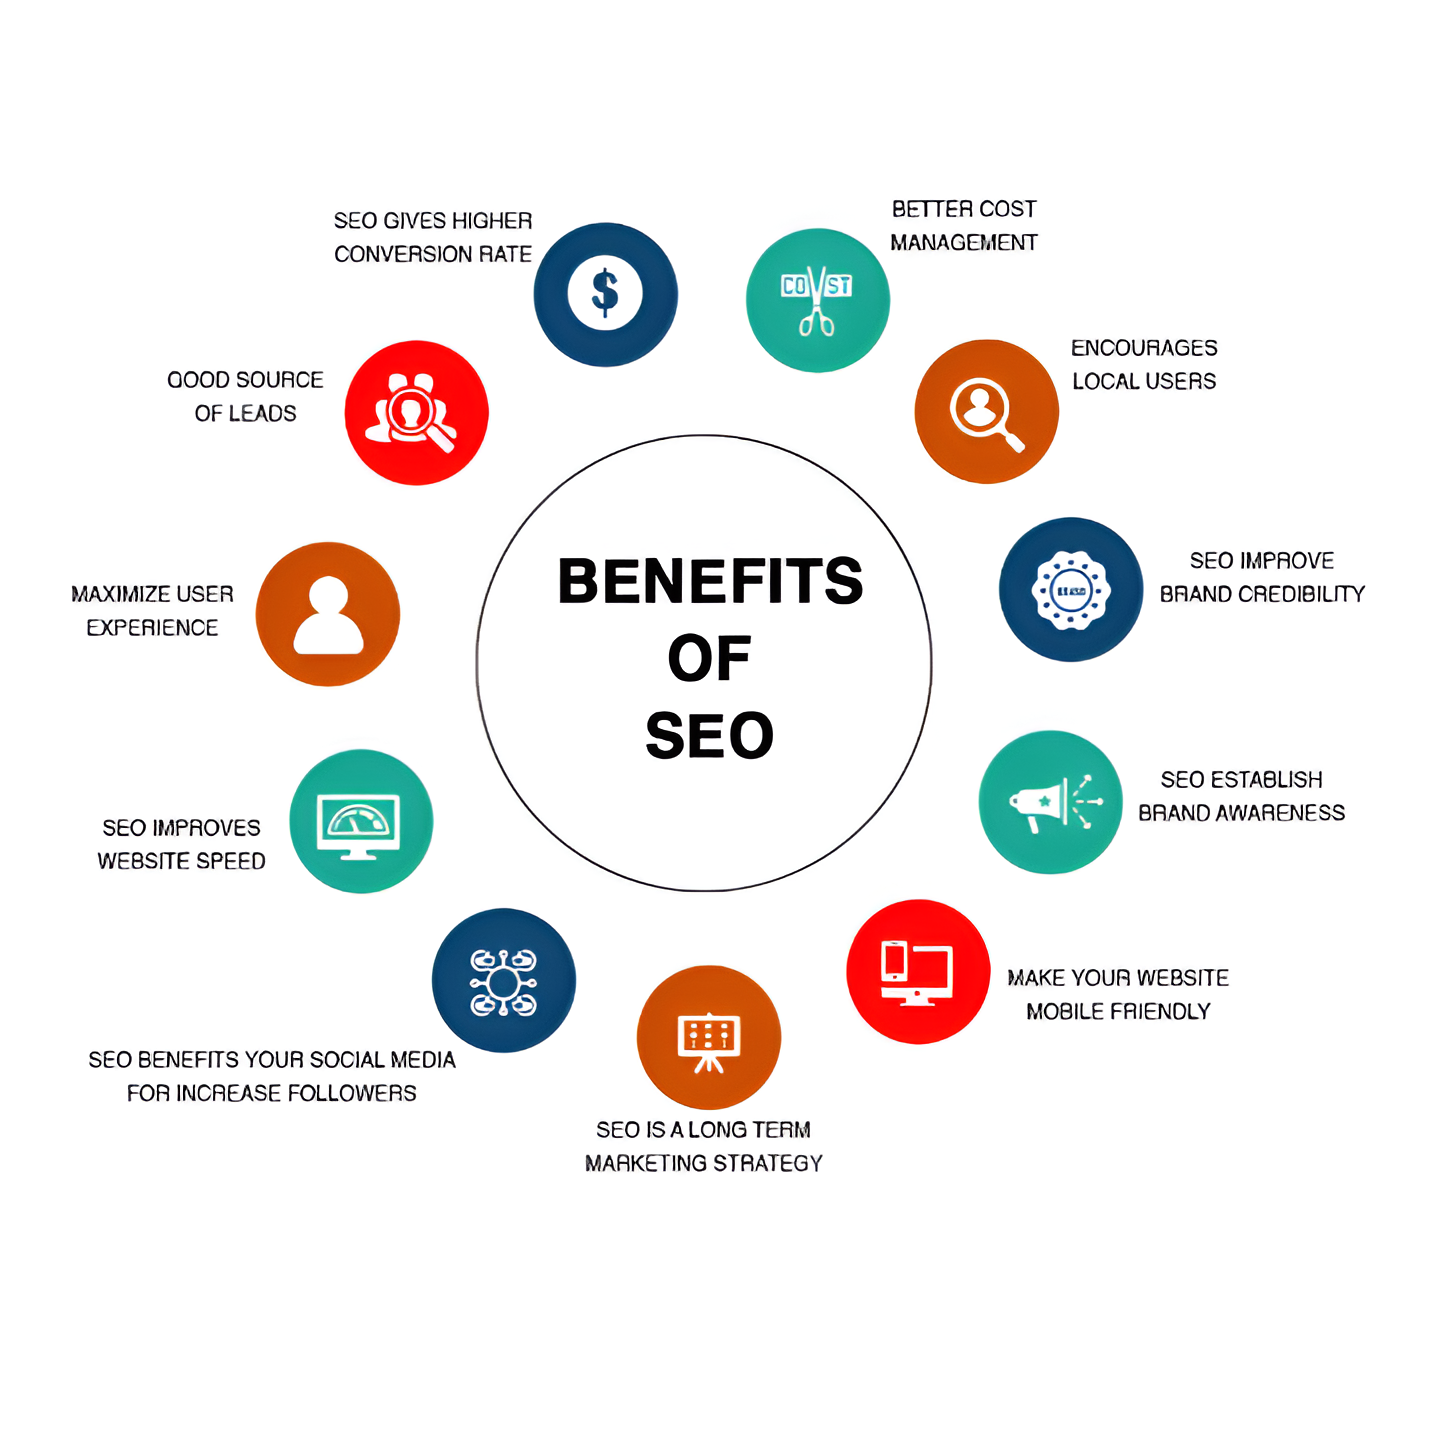 SEO GIVES HIGHER
CONVERSION RATE
$
BETTER COST
MANAGEMENT
CO ST
ENCOURAGES
LOCAL USERS
GOOD SOURCE
OF LEADS
SEO IMPROVE
BRAND CREDIBILITY
BENEFITS
OF
SEO
MAXIMIZE USER
EXPERIENCE
SEO ESTABLISH
BRAND AWARENESS
SEO IMPROVES
WEBSITE SPEED
MAKE YOUR WEBSITE
MOBILE FRIENDLY
SEO BENEFITS YOUR SOCIAL MEDIA
FOR INCREASE FOLLOWERS
SEO IS A LONG TERM
MARKETING STRATEGY